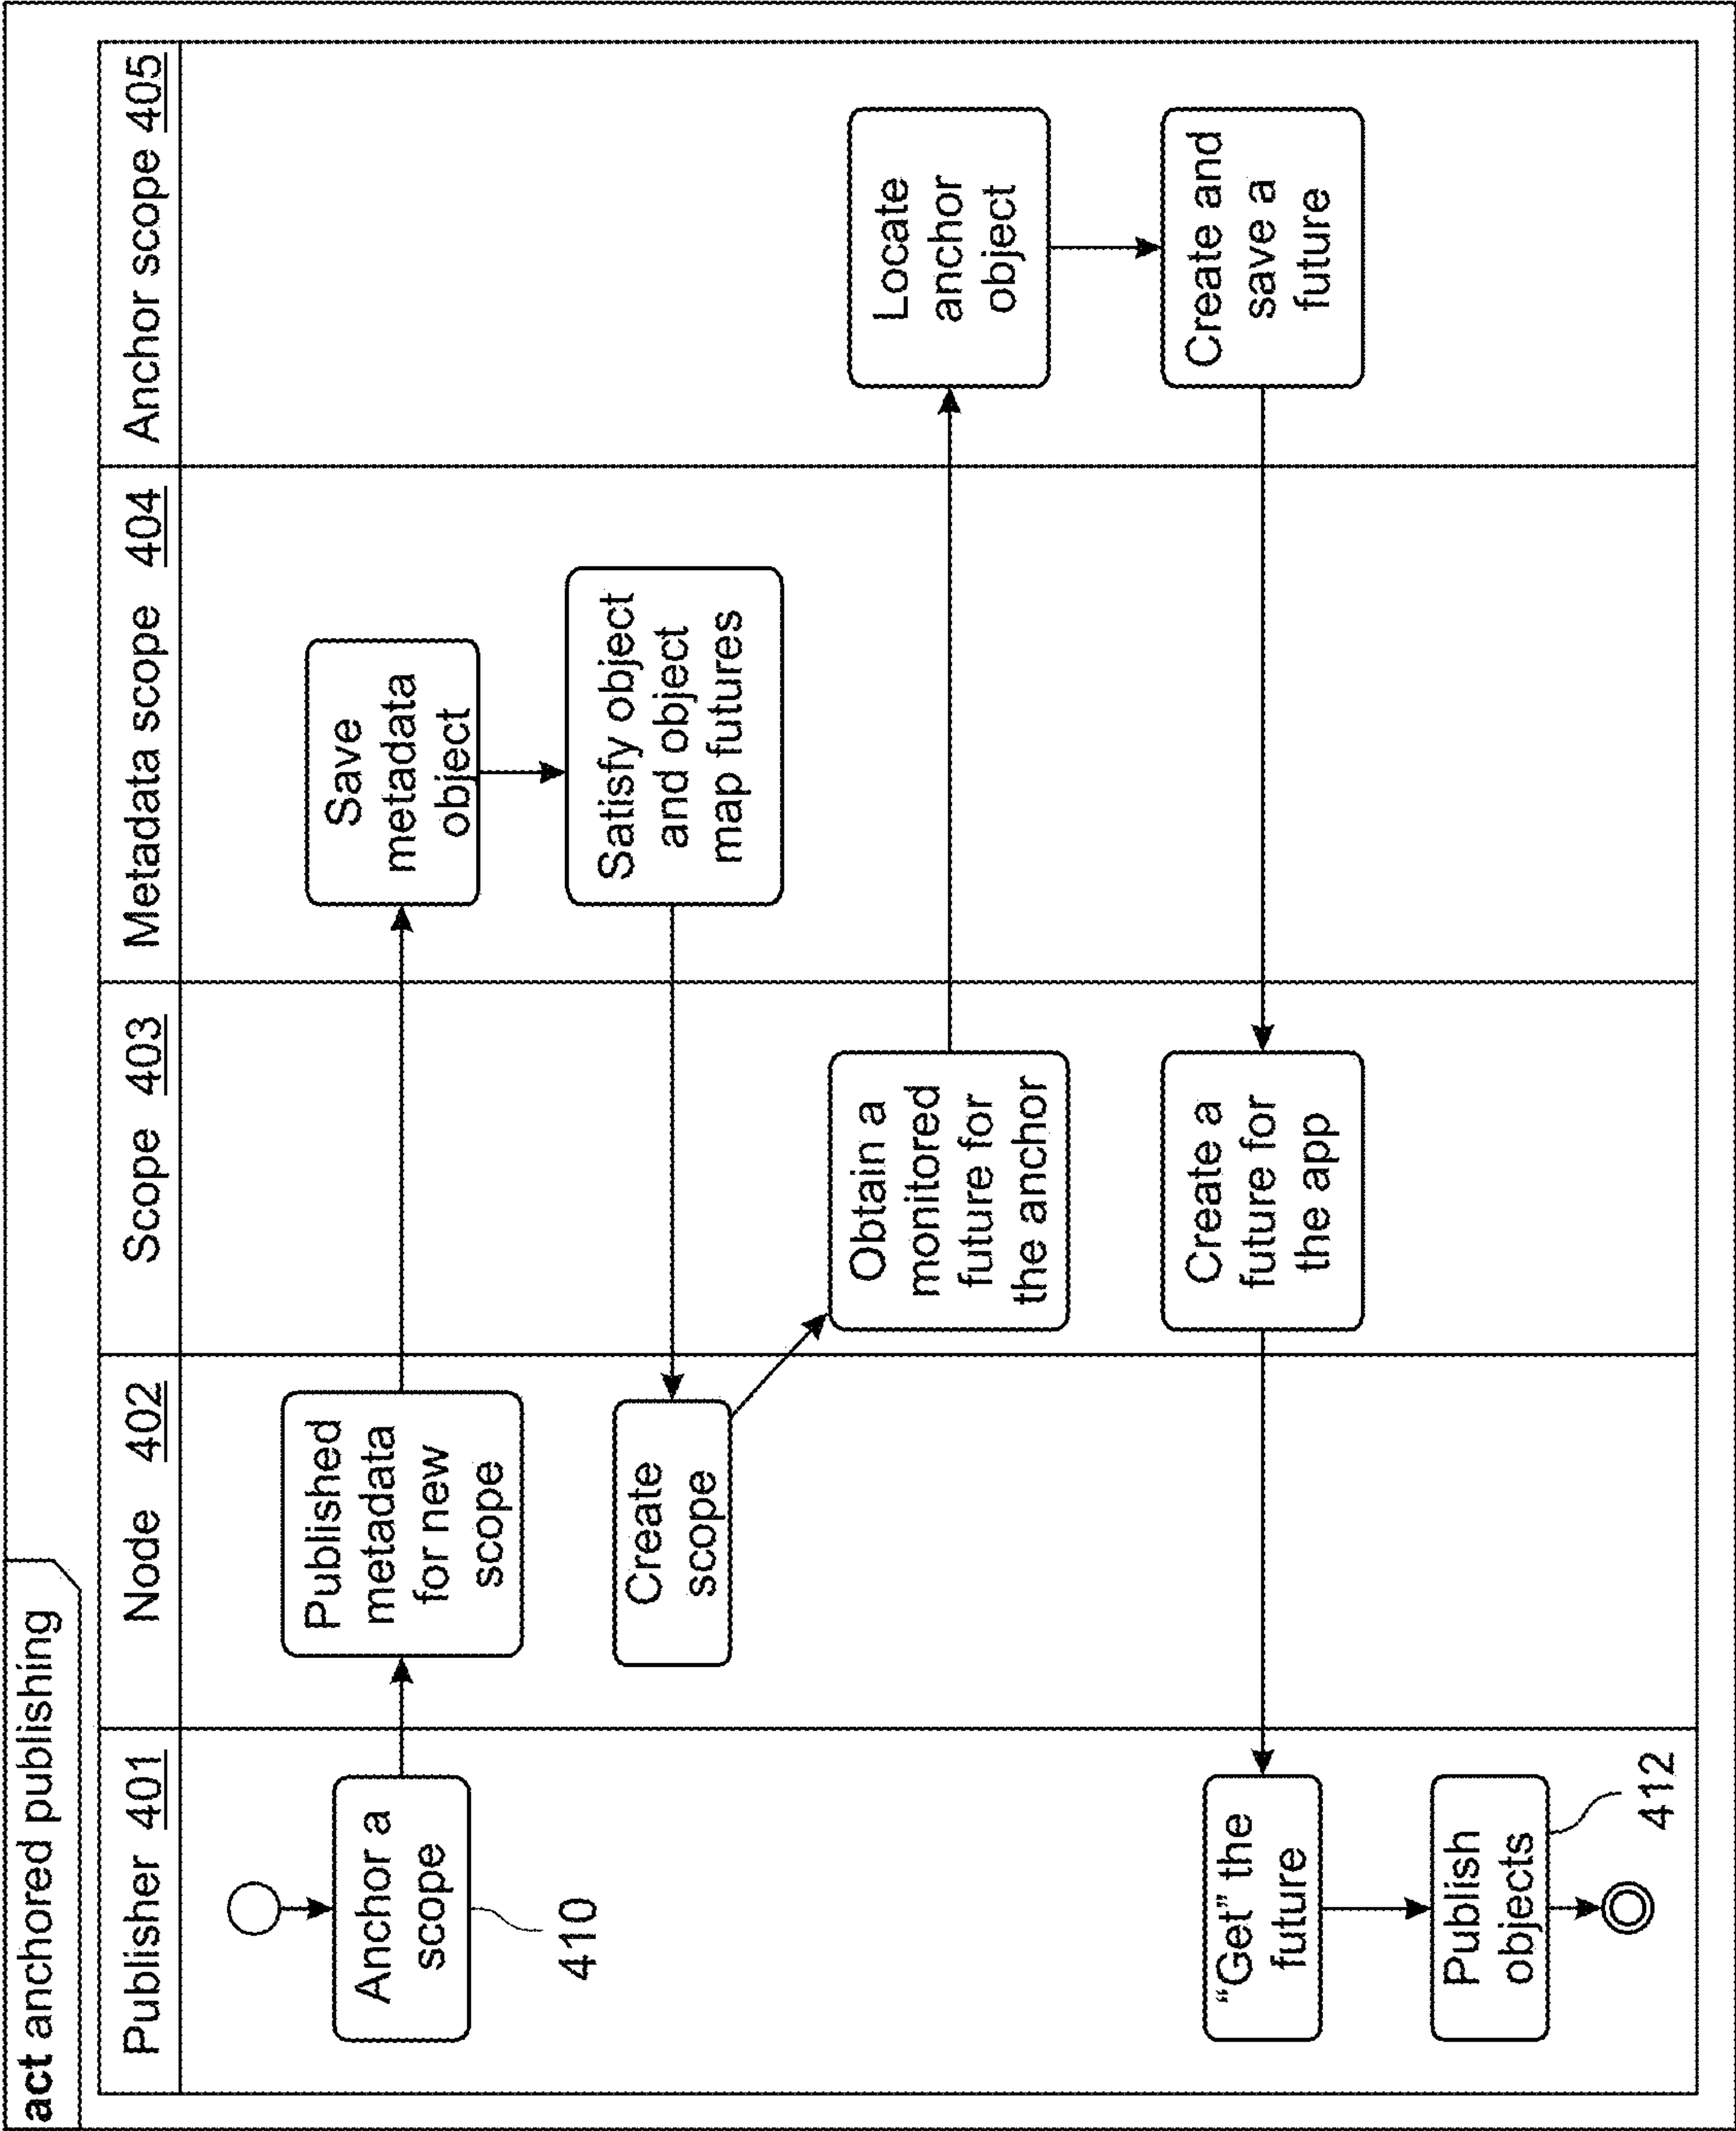 act anchored publishing
Publisher 401
Node 402
Scope 403
Metadata scope 404
Anchor scope 405
Anchor a
scope
410
Published
metadata
for new
scope
Save
metadata
object
Satisfy object
and object
map futures
Create
scope
Obtain a
monitored
future for
the anchor
Locate
anchor
object
Create and
save a
future
Create a
future for
the app
“Get” the
future
Publish
objects
412